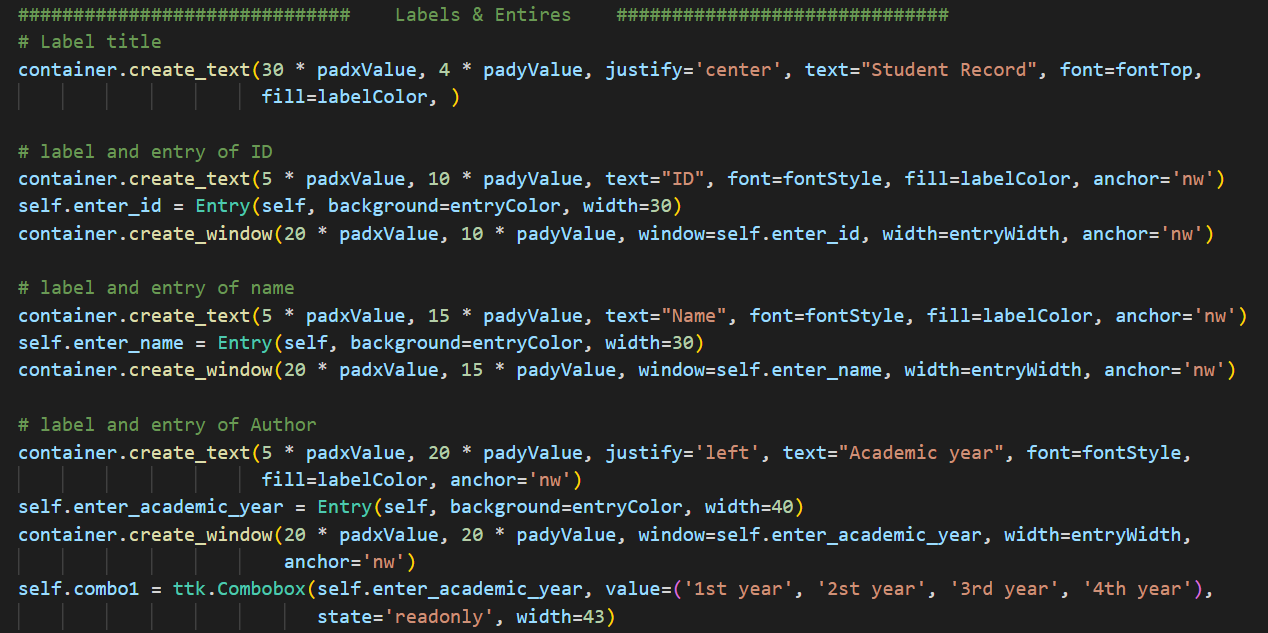 ##############################    Labels & Entires    ##############################
# Label title
container.create_text(30 * padxValue, 4 * padyValue, justify='center', text="Student Record", font=fontTop,
                      fill=labelColor, )

# label and entry of ID
container.create_text(5 * padxValue, 10 * padyValue, text="ID", font=fontStyle, fill=labelColor, anchor='nw')
self.enter_id = Entry(self, background=entryColor, width=30)
container.create_window(20 * padxValue, 10 * padyValue, window=self.enter_id, width=entryWidth, anchor='nw')

# label and entry of name
container.create_text(5 * padxValue, 15 * padyValue, text="Name", font=fontStyle, fill=labelColor, anchor='nw')
self.enter_name = Entry(self, background=entryColor, width=30)
container.create_window(20 * padxValue, 15 * padyValue, window=self.enter_name, width=entryWidth, anchor='nw')

# label and entry of Author
container.create_text(5 * padxValue, 20 * padyValue, justify='left', text="Academic year", font=fontStyle,
                      fill=labelColor, anchor='nw')
self.enter_academic_year = Entry(self, background=entryColor, width=40)
container.create_window(20 * padxValue, 20 * padyValue, window=self.enter_academic_year, width=entryWidth,
                        anchor='nw')
self.combo1 = ttk.Combobox(self.enter_academic_year, value=('1st year', '2st year', '3rd year', '4th year'),
                           state='readonly', width=43)